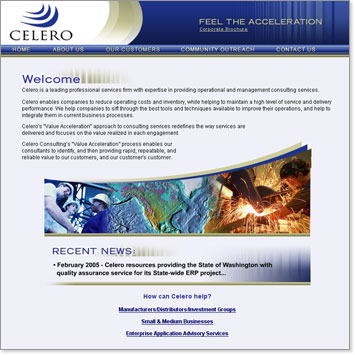 CELERO
FEEL THE ACCELERATION
Corporate Brochure
HOME ABOUT US OUR CUSTOMERS COMMUNITY OUTREACH CONTACT US
Welcome
Celero is a leading professional services firm with expertise in providing operational and management consulting services.
Celero enables companies to reduce operating costs and inventory, while helping to maintain a high level of service and delivery
performance. We help companies to sift through the best tools and techniques available to improve their operations, and help to
integrate them in current business processes.
Celero's "Value Acceleration" approach to consulting services redefines the way services are
delivered and focuses on the value realized in each engagement.
Celero Consulting's "Value Acceleration" process enables our
consultants to identify, and then providing rapid, repeatable, and
reliable value to our customers, and our customer's customer.
RECENT NEWS:
• February 2005 - Celero resources providing the State of Washington with
quality assurance service for its State-wide ERP project...
How can Celero help?
Manufacturers/Distributors/Investment Groups
Small & Medium Businesses
Enterprise Application Advisory Services